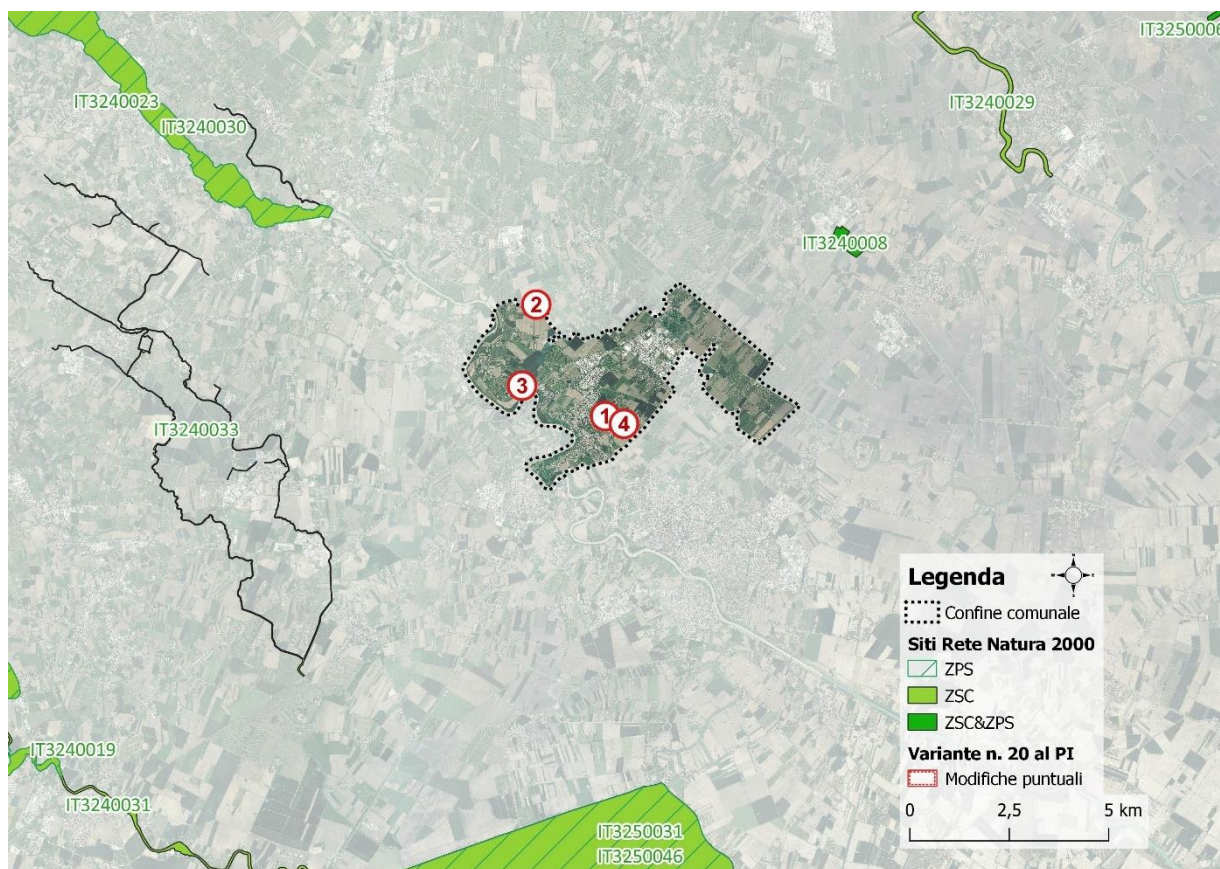 IT3250006
IT3240023
IT3240030
IT3240029
IT3240008
2
3
1
4
IT3240033
IT3240019
IT3240031
IT3250031
IT3250046
Legenda
Confine comunale
Siti Rete Natura 2000
ZPS
ZSC
ZSC&ZPS
Variante n. 20 al PI
Modifiche puntuali
0 2,5 5 km